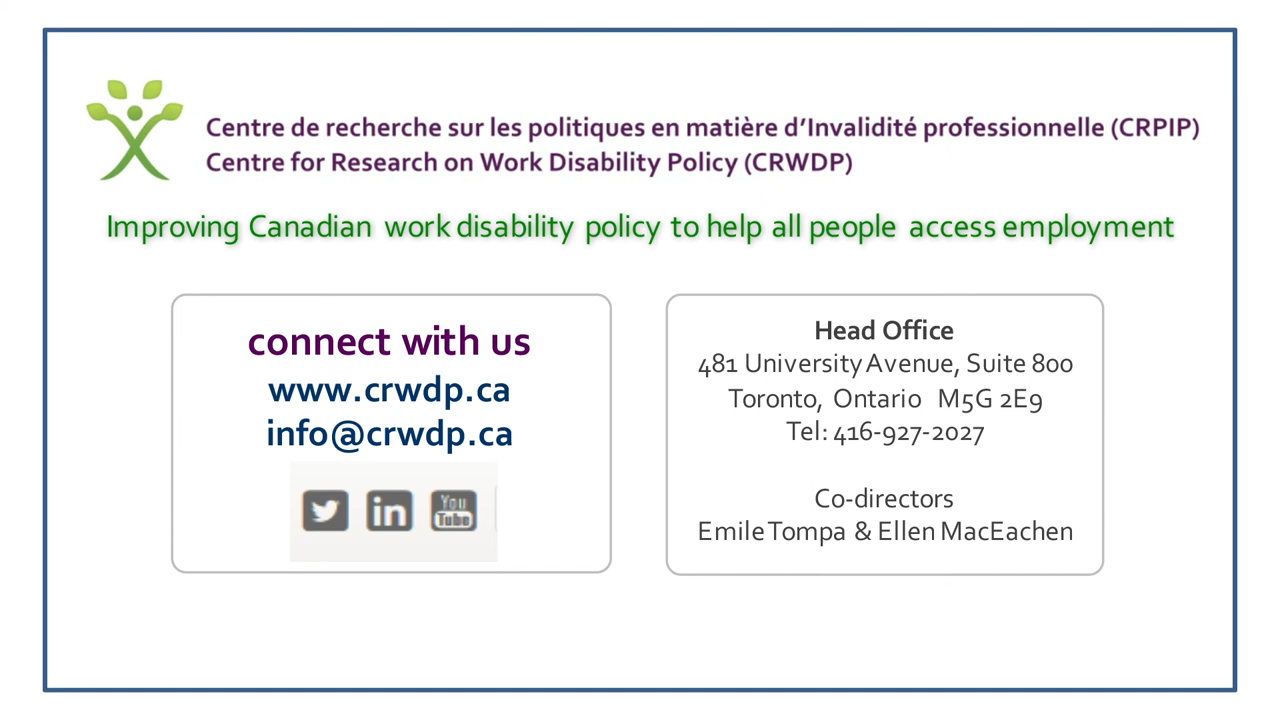 Centre de recherche sur les politiques en matière d'Invalidité professionnelle (CRPIP)
Centre for Research on Work Disability Policy (CRWDP)
Improving Canadian work disability policy to help all people access employment
connect with us
www.crwdp.ca
info@crwdp.ca
in
You
Tube
Head Office
481 University Avenue, Suite 800
Toronto, Ontario M5G 2E9
Tel: 416-927-2027
Co-directors
Emile Tompa & Ellen MacEachen